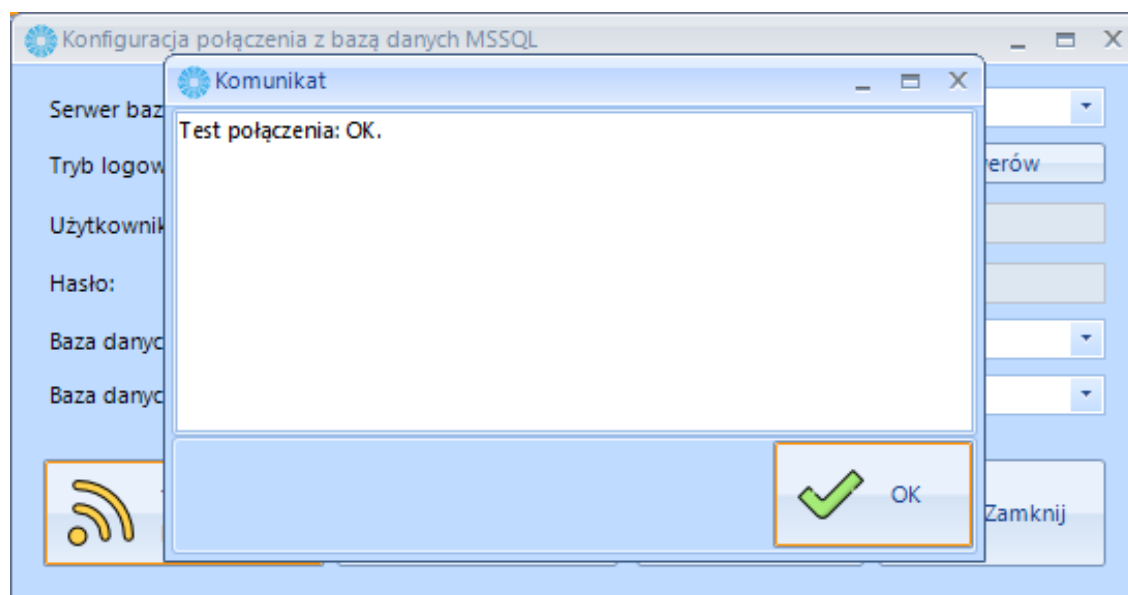 Konfiguracja połączenia z bazą danych MSSQL
Komunikat
Serwer baz
Test połączenia: OK.
Tryb logow
erów
Użytkownik
Hasło:
Baza danyc
Baza danyc
OK
Zamknij